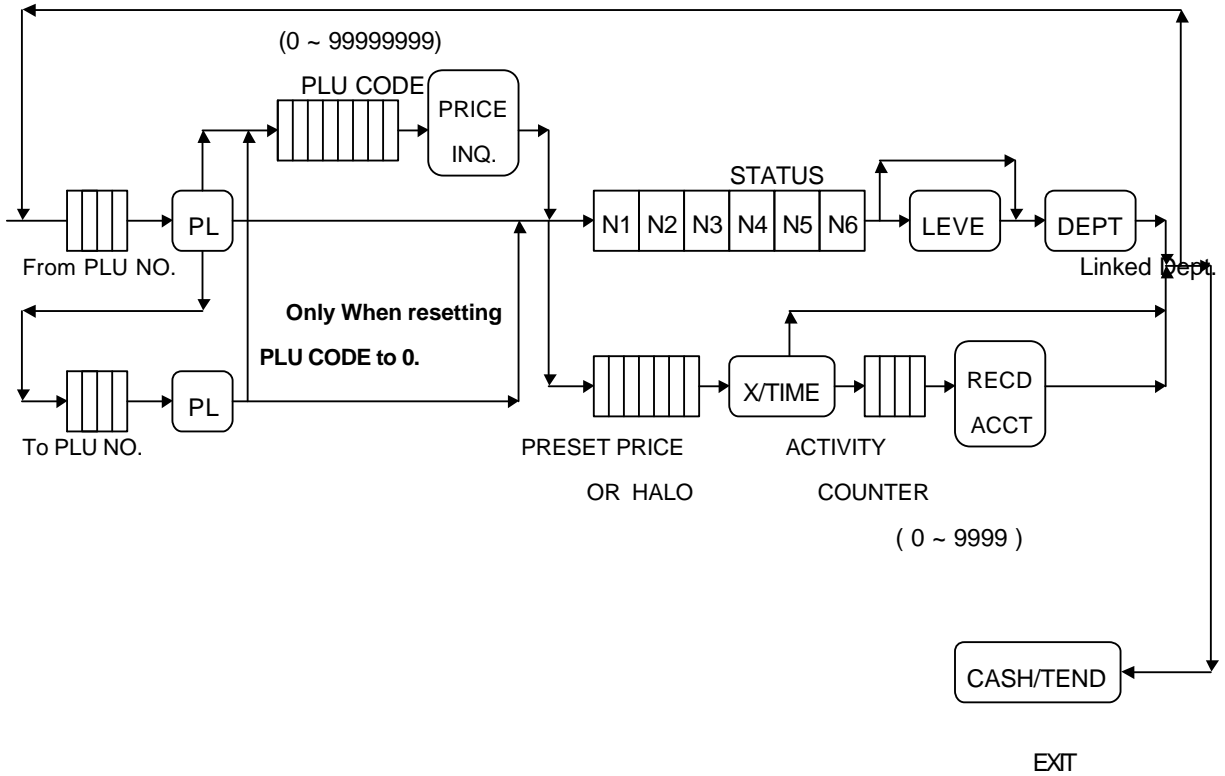 (0 ~ 99999999)
PLU CODE
PRICE
INQ.
STATUS
PL
N1 N2 N3 N4 N5 N6
LEVE
DEPT
From PLU NO.
Linked Dept.
Only When resetting
PLU CODE to 0.
PL
X/TIME
RECD
ACCT
To PLU NO.
PRESET PRICE
OR HALO
ACTIVITY
COUNTER
( 0 ~ 9999 )
CASH/TEND
EXIT